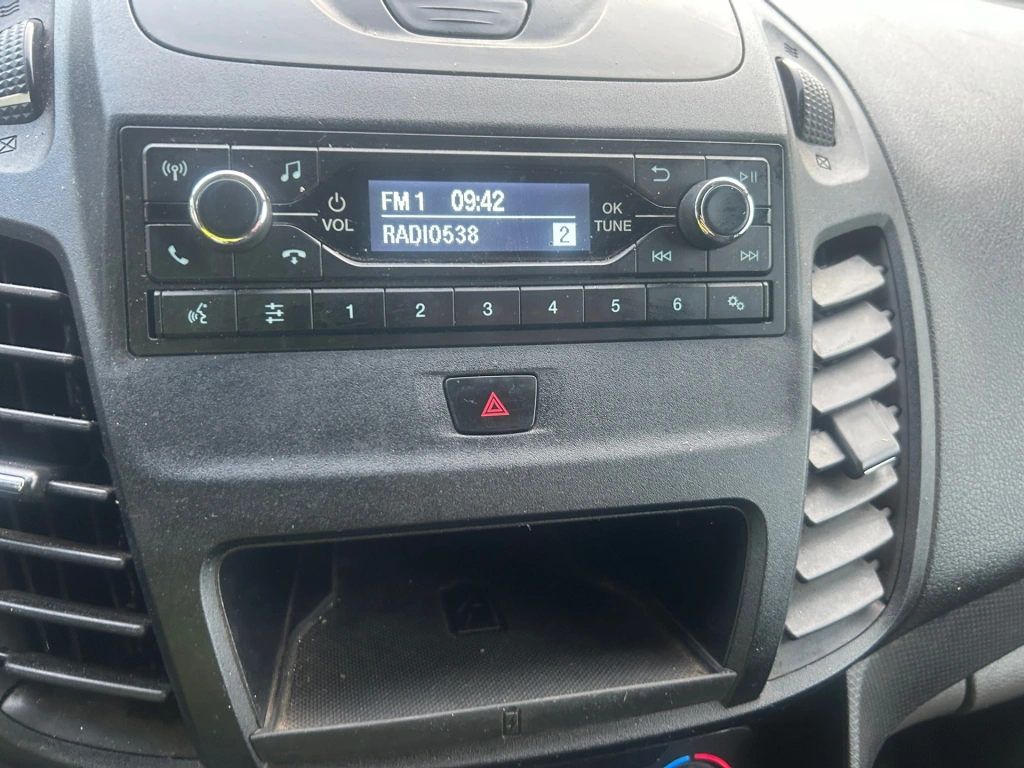 FM 1 09:42
RADIO538 2
VOL
OK
TUNE
1 2 3 4 5 6